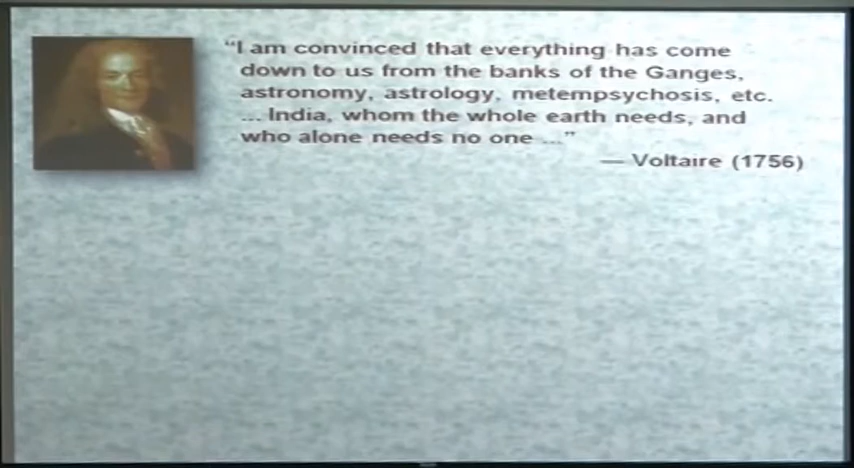 “I am convinced that everything has come
down to us from the banks of the Ganges,
astronomy, astrology, metempsychosis, etc.
... India, whom the whole earth needs, and
who alone needs no one ...”
— Voltaire (1756)